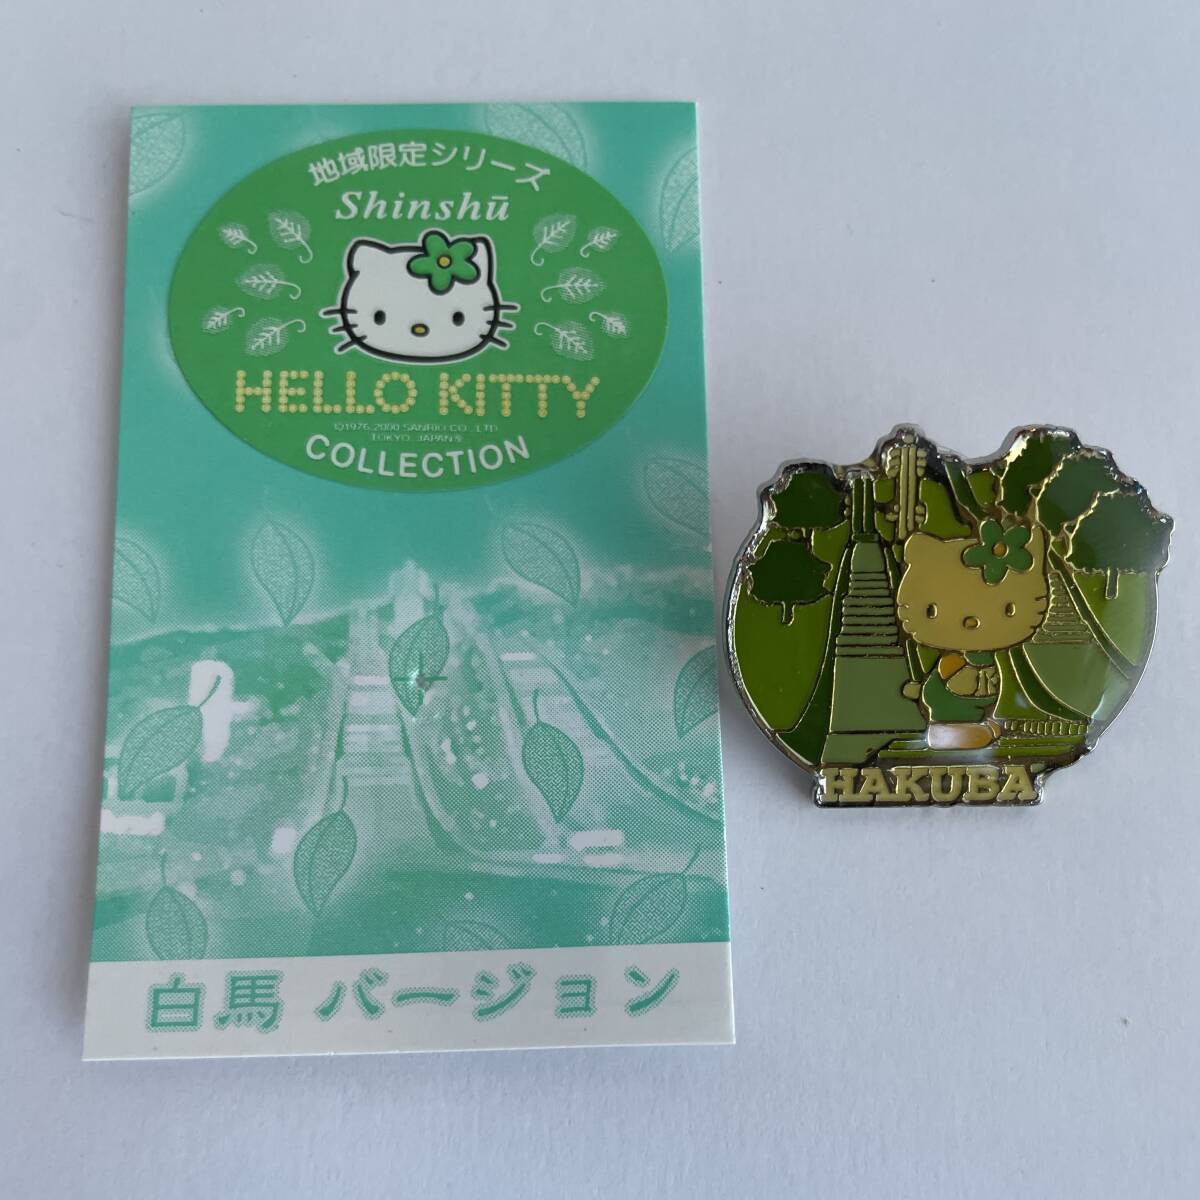 地域限定シリーズ
Shinshū
HELLO KITTY
©1976,2000 SANRIO CO., LTD.
TOKYO, JAPAN
COLLECTION
白馬 バージョン
HAKUBA